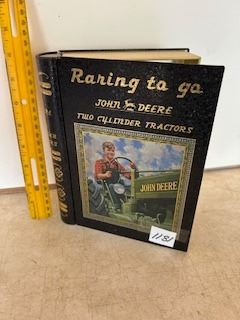 Raring to go
JOHN DEERE
TWO CYLINDER TRACTORS
JOHN DEERE
1181